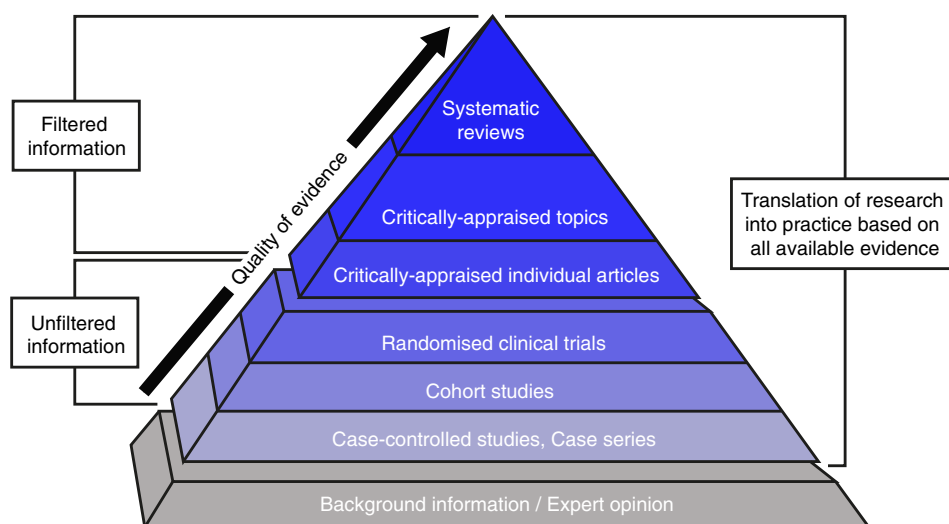 Filtered
information
Unfiltered
information
Quality of evidence
Systematic
reviews
Critically-appraised topics
Critically-appraised individual articles
Randomised clinical trials
Cohort studies
Case-controlled studies, Case series
Background information / Expert opinion
Translation of research
into practice based on
all available evidence